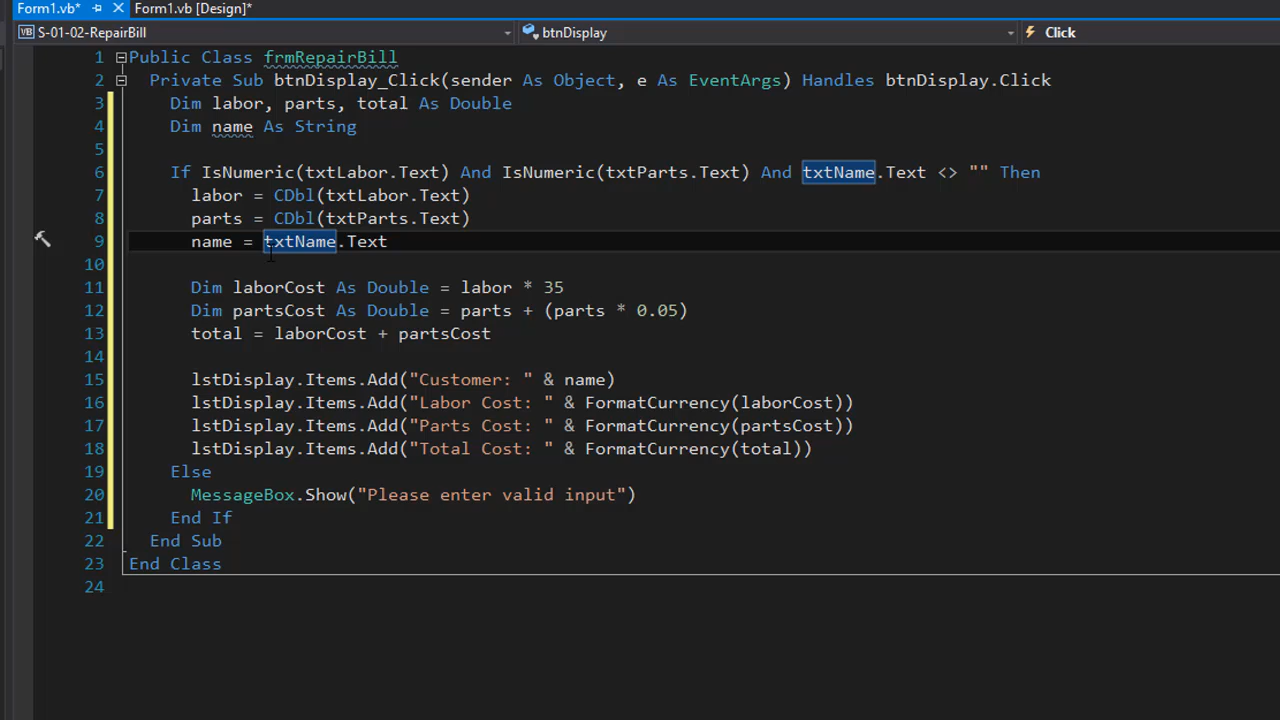 Form1.vb* Form1.vb [Design]*
VB S-01-02-RepairBill btnDisplay Click
1 Public Class frmRepairBill
2 Private Sub btnDisplay_Click(sender As Object, e As EventArgs) Handles btnDisplay.Click
3 Dim labor, parts, total As Double
4 Dim name As String
5
6 If IsNumeric(txtLabor.Text) And IsNumeric(txtParts.Text) And txtName.Text <> "" Then
7 labor = CDbl(txtLabor.Text)
8 parts = CDbl(txtParts.Text)
9 name = txtName.Text
10
11 Dim laborCost As Double = labor * 35
12 Dim partsCost As Double = parts + (parts * 0.05)
13 total = laborCost + partsCost
14
15 lstDisplay.Items.Add("Customer: " & name)
16 lstDisplay.Items.Add("Labor Cost: " & FormatCurrency(laborCost))
17 lstDisplay.Items.Add("Parts Cost: " & FormatCurrency(partsCost))
18 lstDisplay.Items.Add("Total Cost: " & FormatCurrency(total))
19 Else
20 MessageBox.Show("Please enter valid input")
21 End If
22 End Sub
23 End Class
24